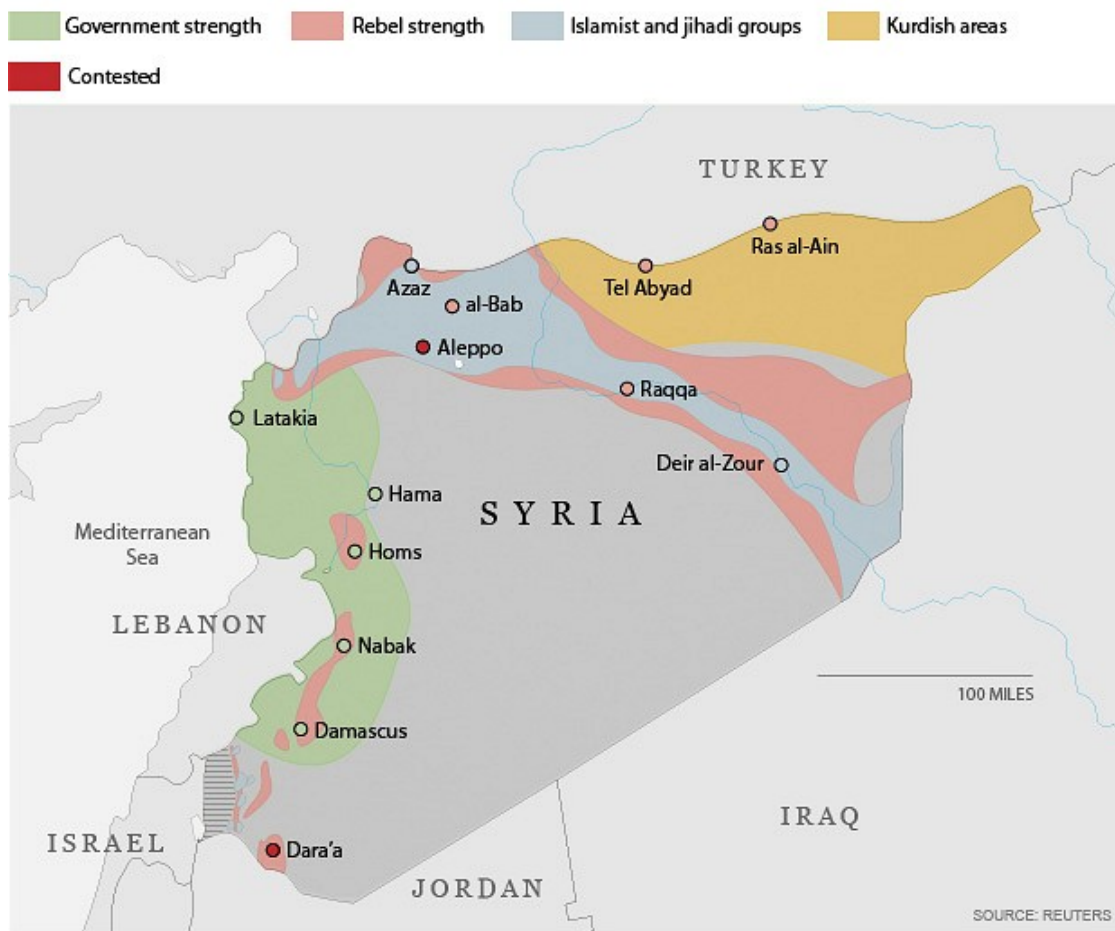 Government strength
Rebel strength
Islamist and jihadi groups
Kurdish areas
Contested
TURKEY
Ras al-Ain
Tel Abyad
Azaz
al-Bab
Aleppo
Raqqa
Latakia
Deir al-Zour
Hama
SYRIA
Mediterranean
Sea
Homs
LEBANON
Nabak
100 MILES
Damascus
IRAQ
ISRAEL
Dara'a
JORDAN
SOURCE: REUTERS